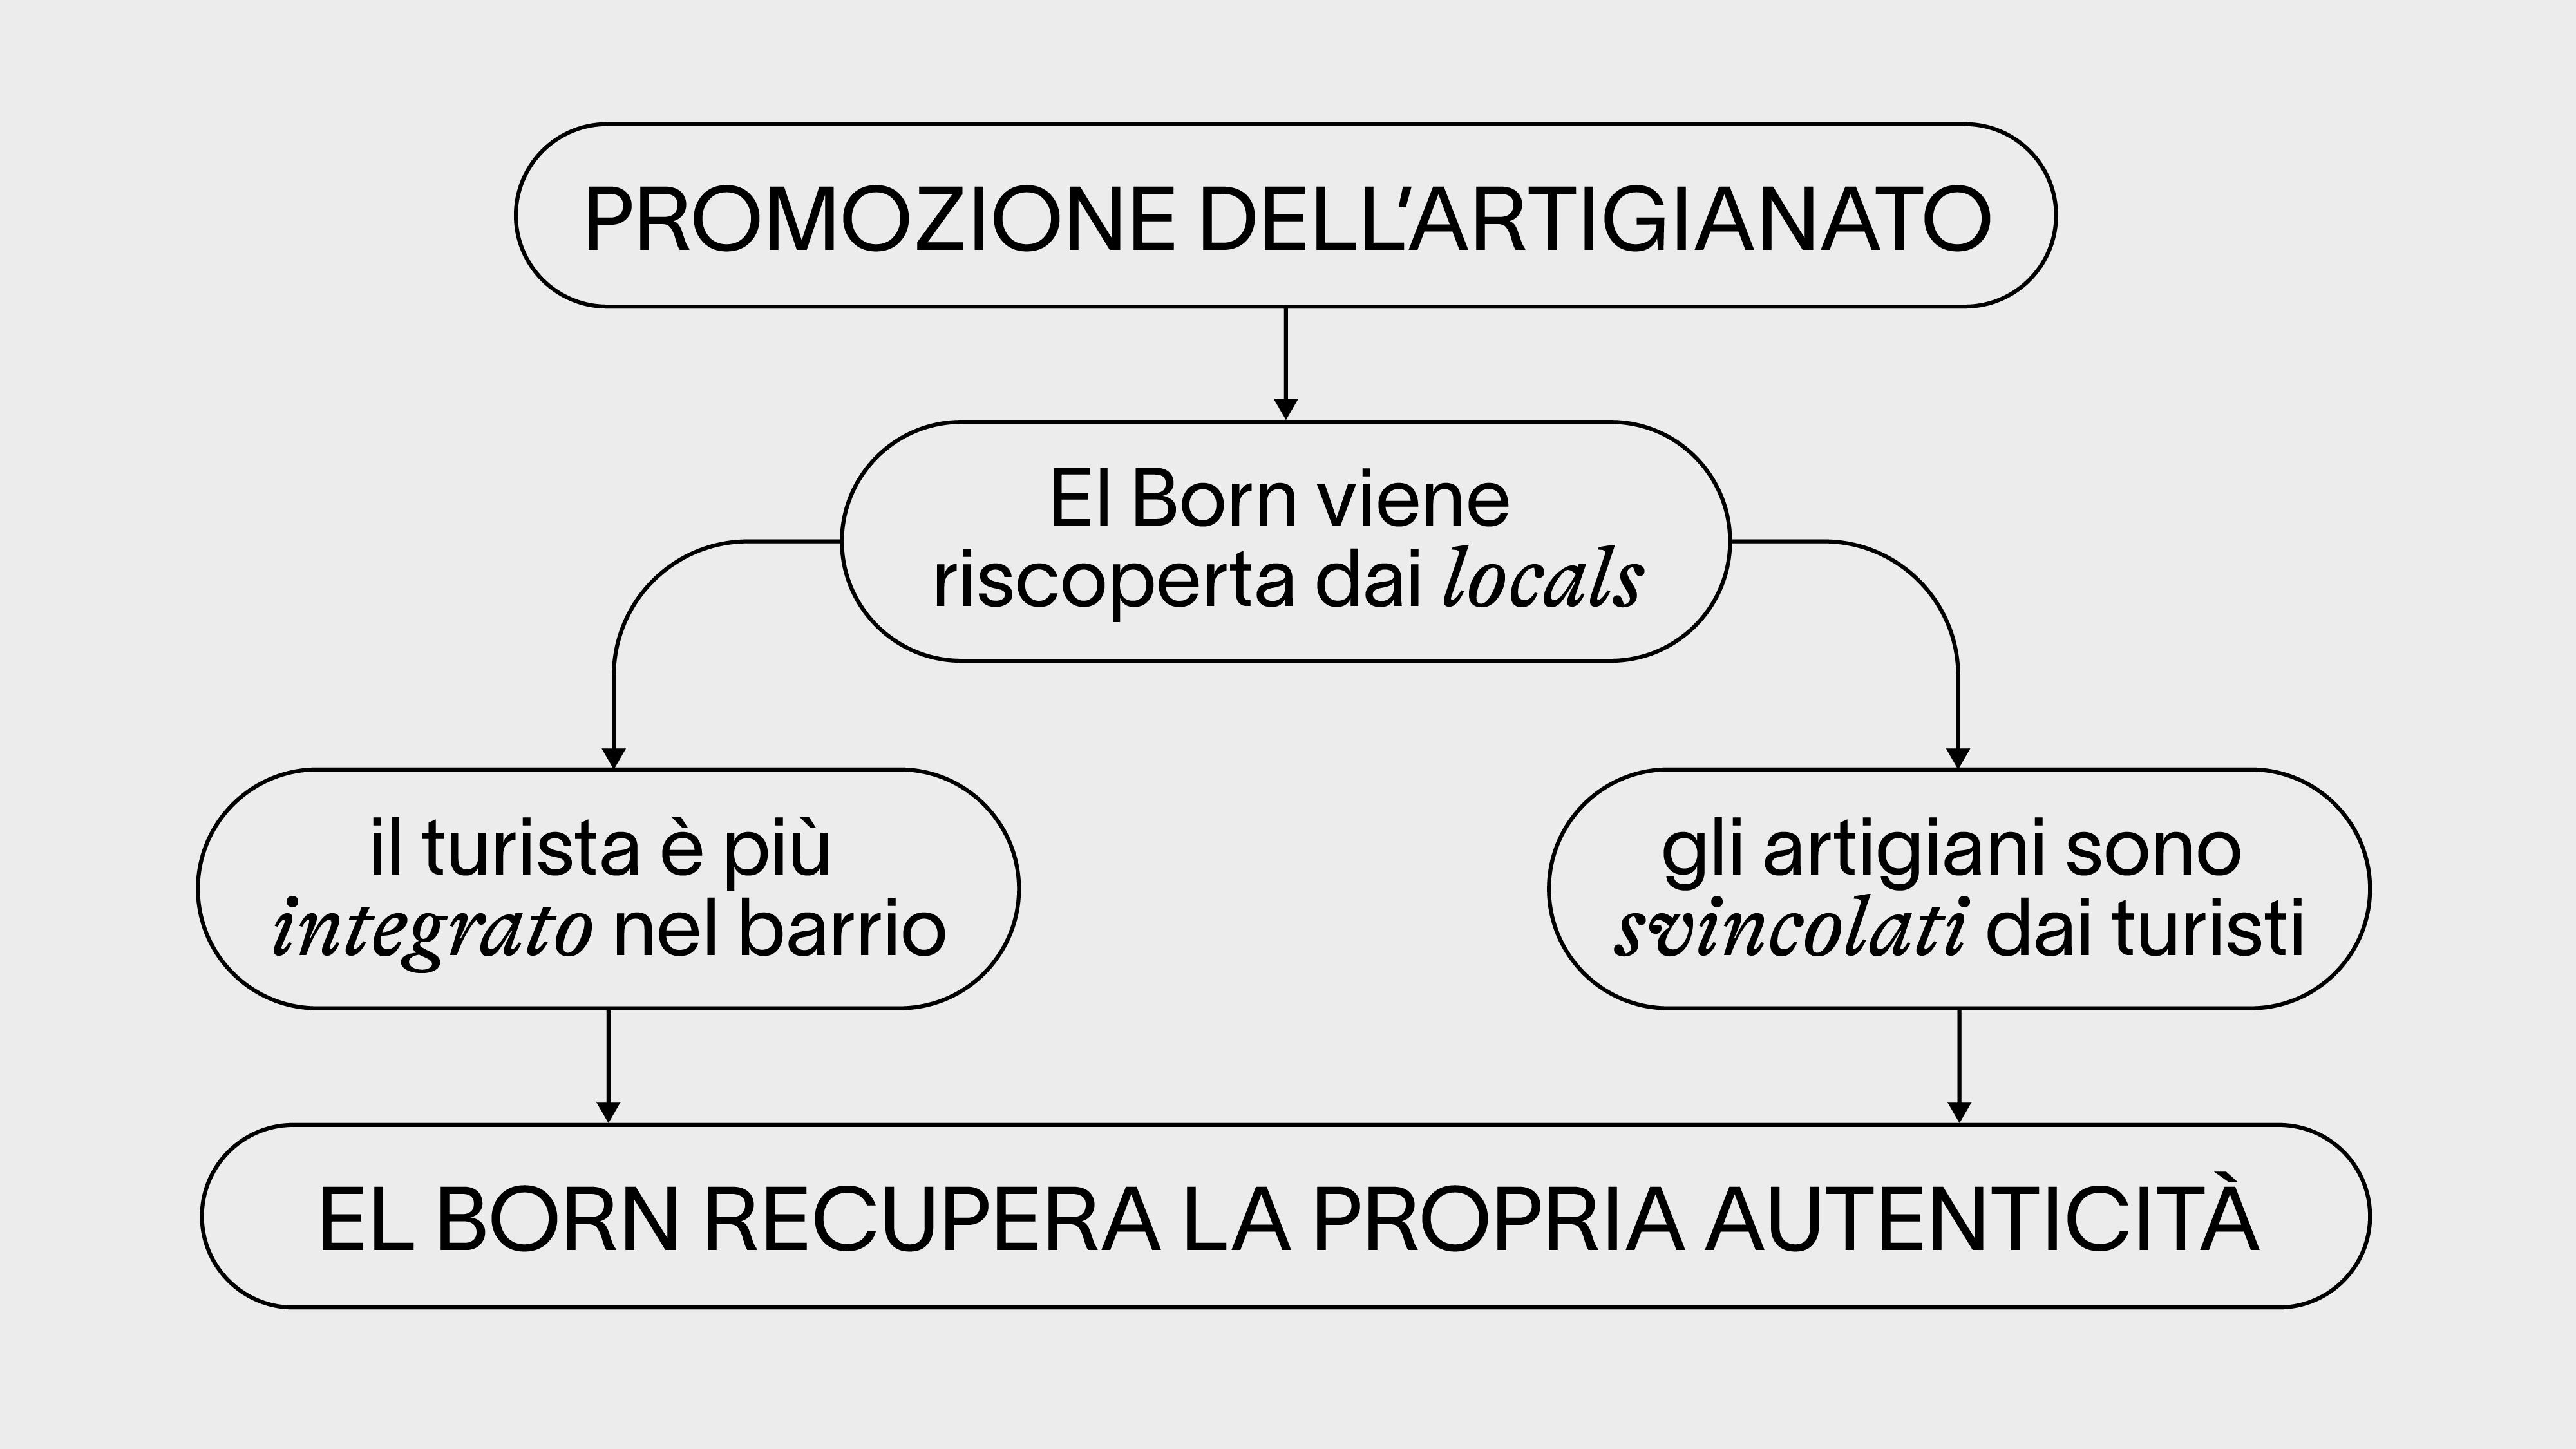 PROMOZIONE DELL’ARTIGIANATO
El Born viene
riscoperta dai locals
il turista è più
integrato nel barrio
gli artigiani sono
svincolati dai turisti
EL BORN RECUPERA LA PROPRIA AUTENTICITÀ